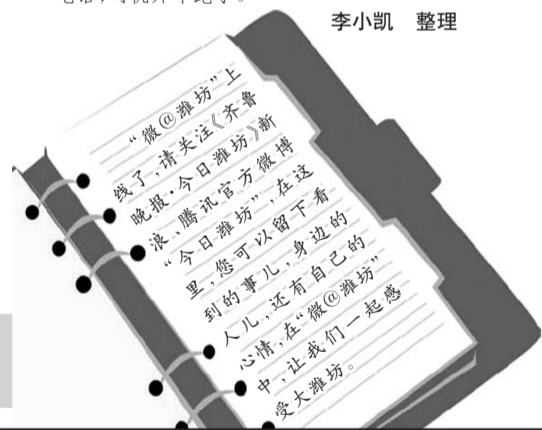 李小凯 整理
“微@潍坊”上
线了,请关注《齐鲁
晚报·今日潍坊》新
浪、腾讯官方微博
“今日潍坊”,在这
里,您可以留下看
到的事儿,身边的
人儿,还有自己的
心情,在“微@潍坊”
中,让我们一起感
受大潍坊。